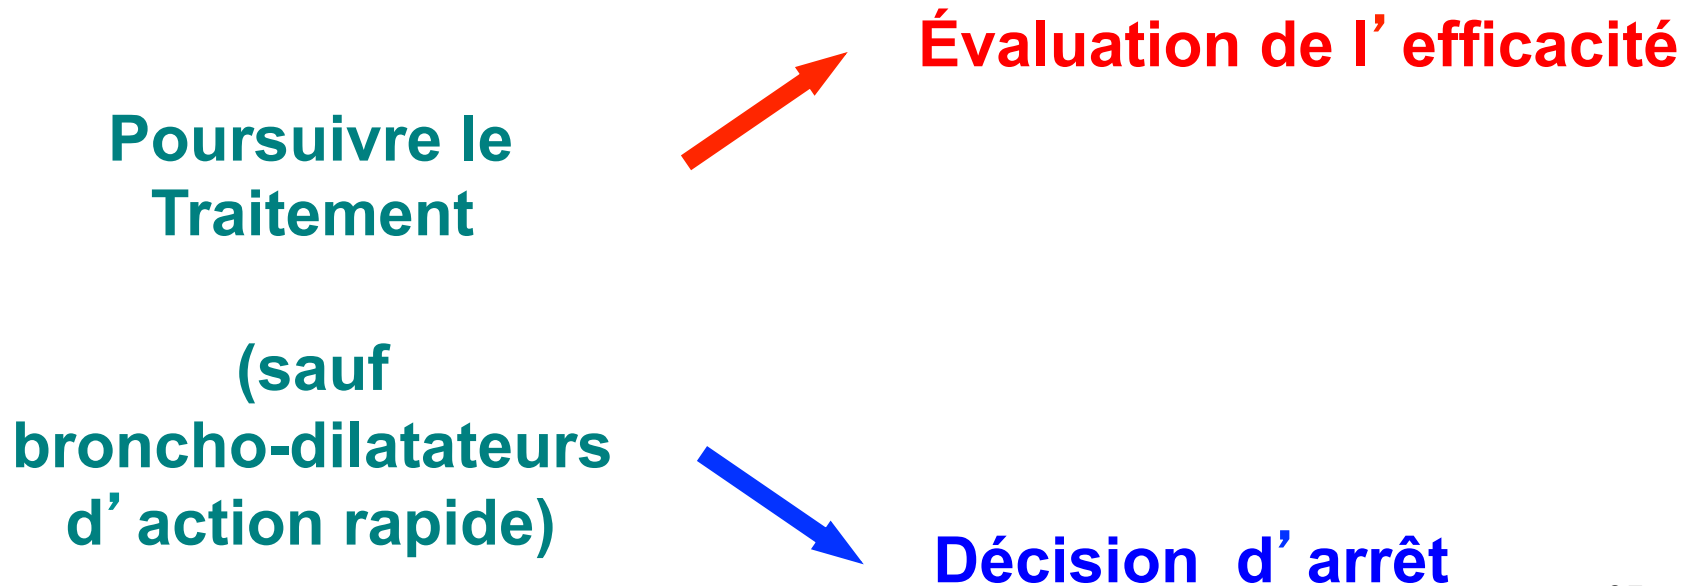 Évaluation de l’ efficacité
Poursuivre le
Traitement
(sauf
broncho-dilatateurs
d’ action rapide)
Décision d’ arrêt